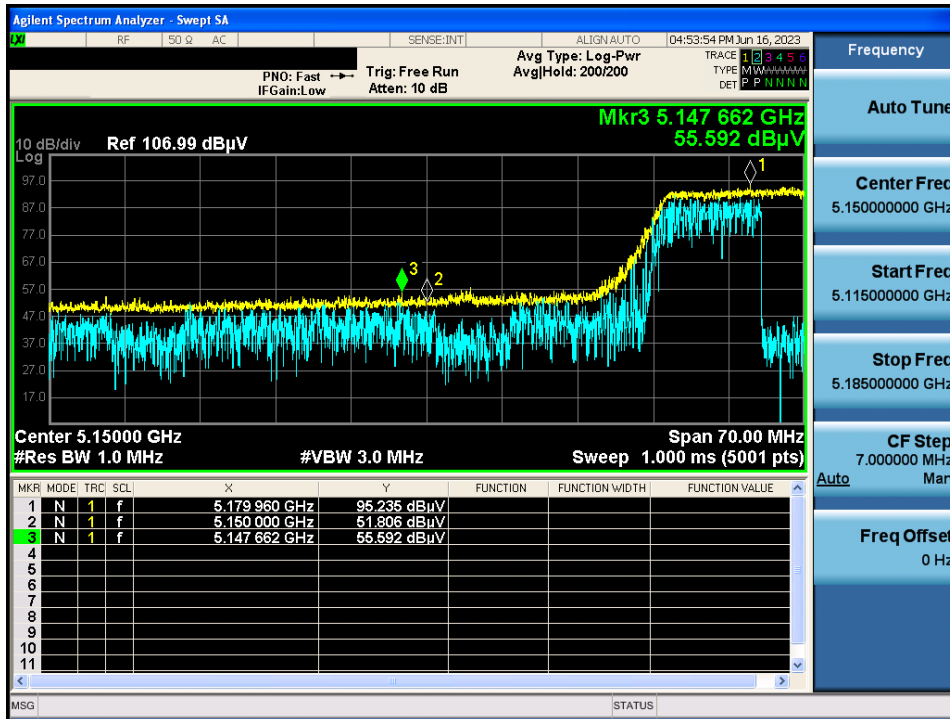 Agilent Spectrum Analyzer - Swept SA
LXI RF 50 Ω AC SENSE:INT ALIGN AUTO 04:53:54 PM Jun 16, 2023
Frequency
PNO: Fast Trig: Free Run Avg Type: Log-Pwr TRACE 1 2 3 4 5 6
IFGain:Low Atten: 10 dB Avg|Hold: 200/200 TYPE M W
DET P P N N N N
Auto Tune
Mkr3 5.147 662 GHz
10 dB/div Ref 106.99 dBµV 55.592 dBµV
Log
97.0
87.0
77.0
67.0
57.0
47.0
37.0
27.0
17.0
1
3
2
Center 5.15000 GHz Span 70.00 MHz
#Res BW 1.0 MHz #VBW 3.0 MHz Sweep 1.000 ms (5001 pts)
Center Freq
5.150000000 GHz
Start Freq
5.115000000 GHz
Stop Freq
5.185000000 GHz
CF Step
7.000000 MHz
Auto Man
Freq Offset
0 Hz
MKR MODE TRC SCL X Y FUNCTION FUNCTION WIDTH FUNCTION VALUE
1 N 1 f 5.179 960 GHz 95.235 dBµV
2 N 1 f 5.150 000 GHz 51.806 dBµV
3 N 1 f 5.147 662 GHz 55.592 dBµV
4
5
6
7
8
9
10
11
MSG STATUS